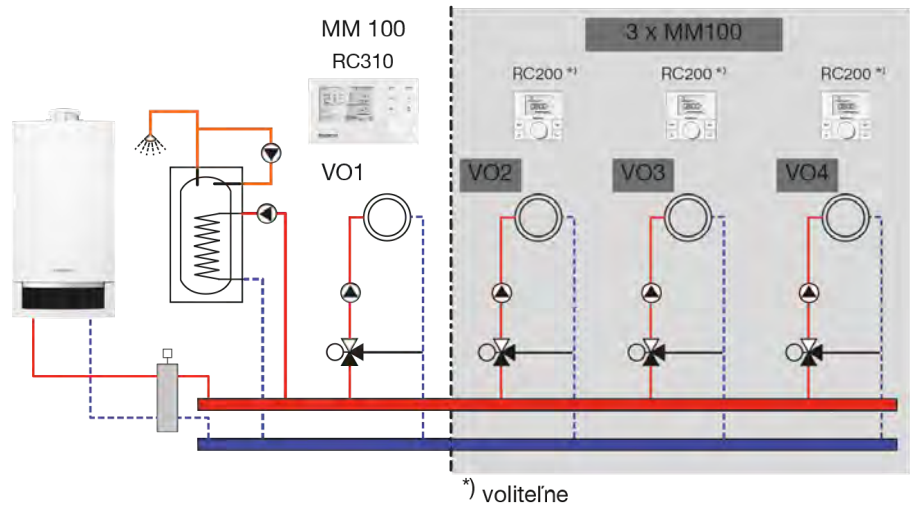 MM 100
RC310
3 x MM100
RC200 *)
RC200 *)
RC200 *)
VO1
VO2
VO3
VO4
*) voliteľne